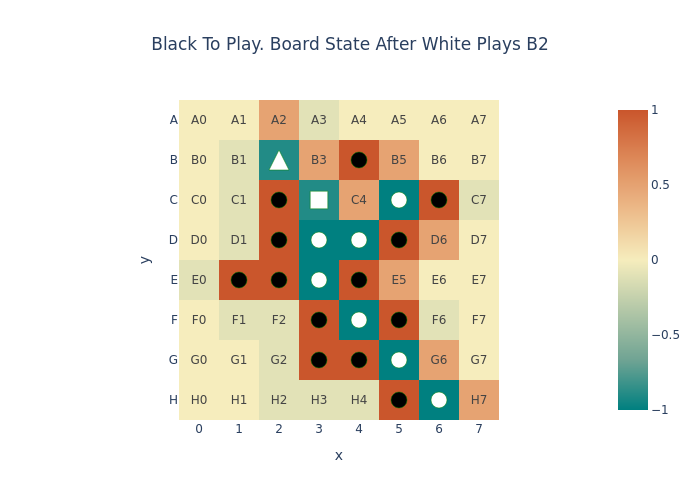 Black To Play. Board State After White Plays B2
A A0 A1 A2 A3 A4 A5 A6 A7
B B0 B1 B3 B5 B6 B7
C C0 C1 C4 C7
D D0 D1 D6 D7
E E0 E5 E6 E7
F F0 F1 F2 F6 F7
G G0 G1 G2 G6 G7
H H0 H1 H2 H3 H4 H7
0 1 2 3 4 5 6 7
x
y
1
0.5
0
−0.5
−1